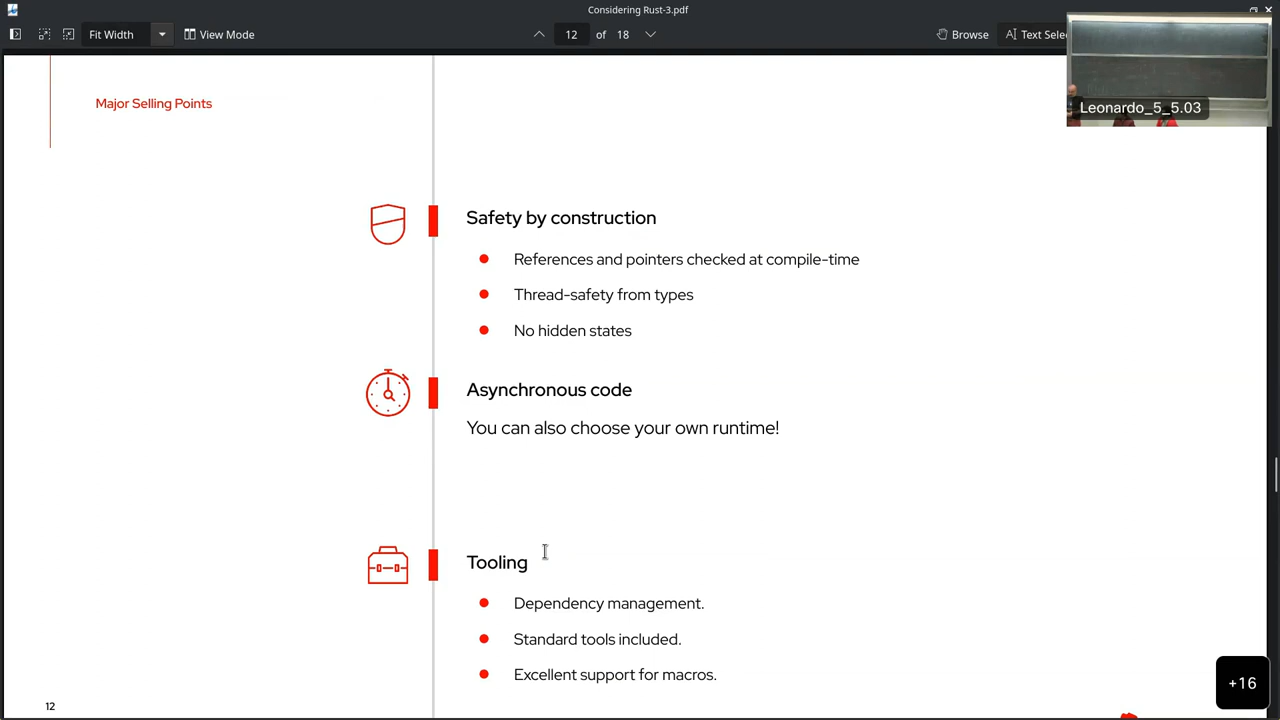 Considering Rust-3.pdf
Fit Width
View Mode
12 of 18
Browse
Text Sele
Leonardo_5_5.03
Major Selling Points
Safety by construction
References and pointers checked at compile-time
Thread-safety from types
No hidden states
Asynchronous code
You can also choose your own runtime!
Tooling
Dependency management.
Standard tools included.
Excellent support for macros.
12
+16